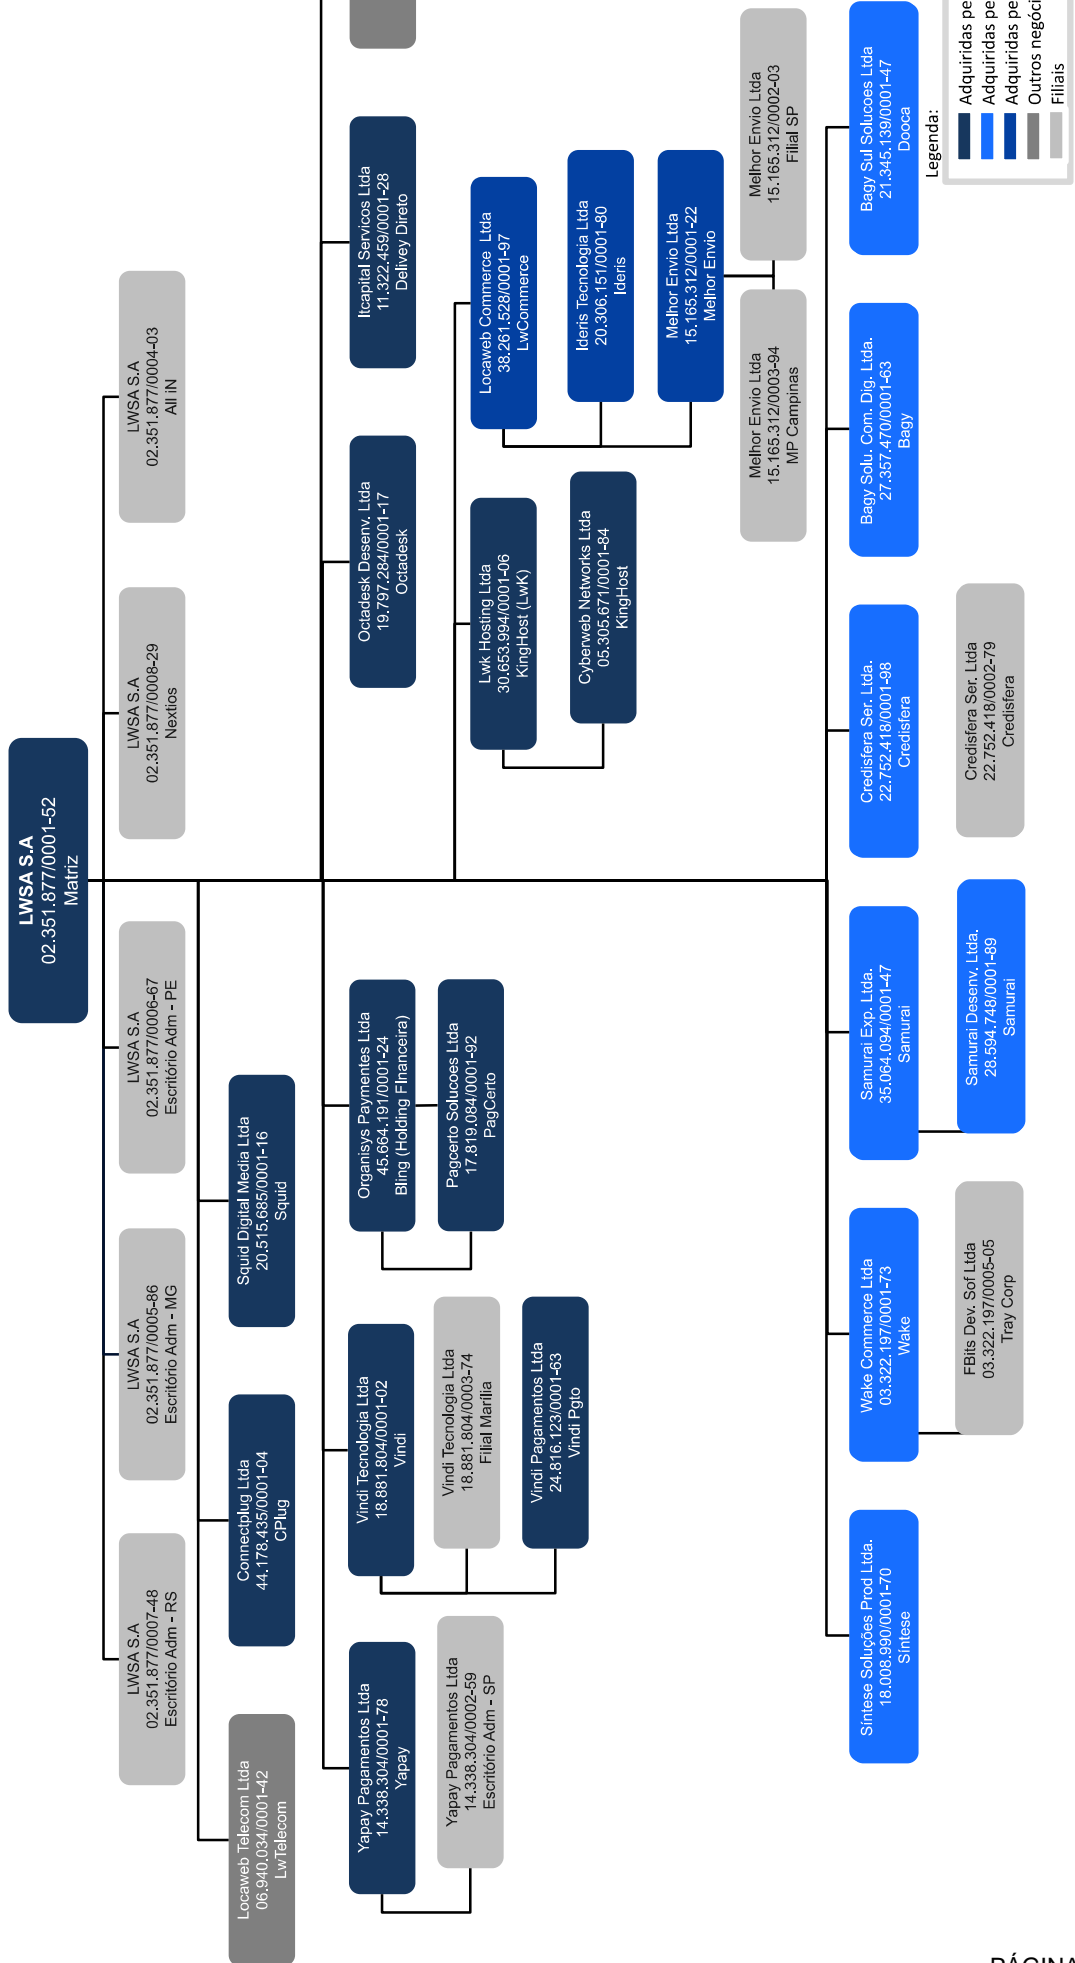 LWSA S.A
02.351.877/0001-52
Matriz
LWSA S.A
02.351.877/0007-48
Escritório Adm - RS
LWSA S.A
02.351.877/0005-86
Escritório Adm - MG
LWSA S.A
02.351.877/0006-67
Escritório Adm - PE
LWSA S.A
02.351.877/0008-29
Nextios
LWSA S.A
02.351.877/0004-03
All iN
Locaweb Telecom Ltda
06.940.034/0001-42
LwTelecom
Connectplug Ltda
44.178.435/0001-04
CPlug
Squid Digital Media Ltda
20.515.685/0001-16
Squid
Yapay Pagamentos Ltda
14.338.304/0001-78
Yapay
Vindi Tecnologia Ltda
18.881.804/0001-02
Vindi
Organisys Paymentes Ltda
45.664.191/0001-24
Bling (Holding FInanceira)
Octadesk Desenv. Ltda
19.797.284/0001-17
Octadesk
Itcapital Servicos Ltda
11.322.459/0001-28
Delivey Direto
Yapay Pagamentos Ltda
14.338.304/0002-59
Escritório Adm - SP
Vindi Tecnologia Ltda
18.881.804/0003-74
Filial Marília
Pagcerto Solucoes Ltda
17.819.084/0001-92
PagCerto
Lwk Hosting Ltda
30.653.994/0001-06
KingHost (LwK)
Locaweb Commerce Ltda
38.261.528/0001-97
LwCommerce
Vindi Pagamentos Ltda
24.816.123/0001-63
Vindi Pgto
Cyberweb Networks Ltda
05.305.671/0001-84
KingHost
Ideris Tecnologia Ltda
20.306.151/0001-80
Ideris
Melhor Envio Ltda
15.165.312/0001-22
Melhor Envio
Melhor Envio Ltda
15.165.312/0003-94
MP Campinas
Melhor Envio Ltda
15.165.312/0002-03
Filial SP
Síntese Soluções Prod Ltda.
18.008.990/0001-70
Síntese
Wake Commerce Ltda
03.322.197/0001-73
Wake
Samurai Exp. Ltda.
35.064.094/0001-47
Samurai
Credisfera Ser. Ltda.
22.752.418/0001-98
Credisfera
Bagy Solu. Com. Dig. Ltda.
27.357.470/0001-63
Bagy
Bagy Sul Solucoes Ltda
21.345.139/0001-47
Dooca
FBits Dev. Sof Ltda
03.322.197/0005-05
Tray Corp
Samurai Desenv. Ltda.
28.594.748/0001-89
Samurai
Credisfera Ser. Ltda
22.752.418/0002-79
Credisfera
Legenda:
Adquiridas pe
Adquiridas pe
Adquiridas pe
Outros negóci
Filiais
PÁGINA